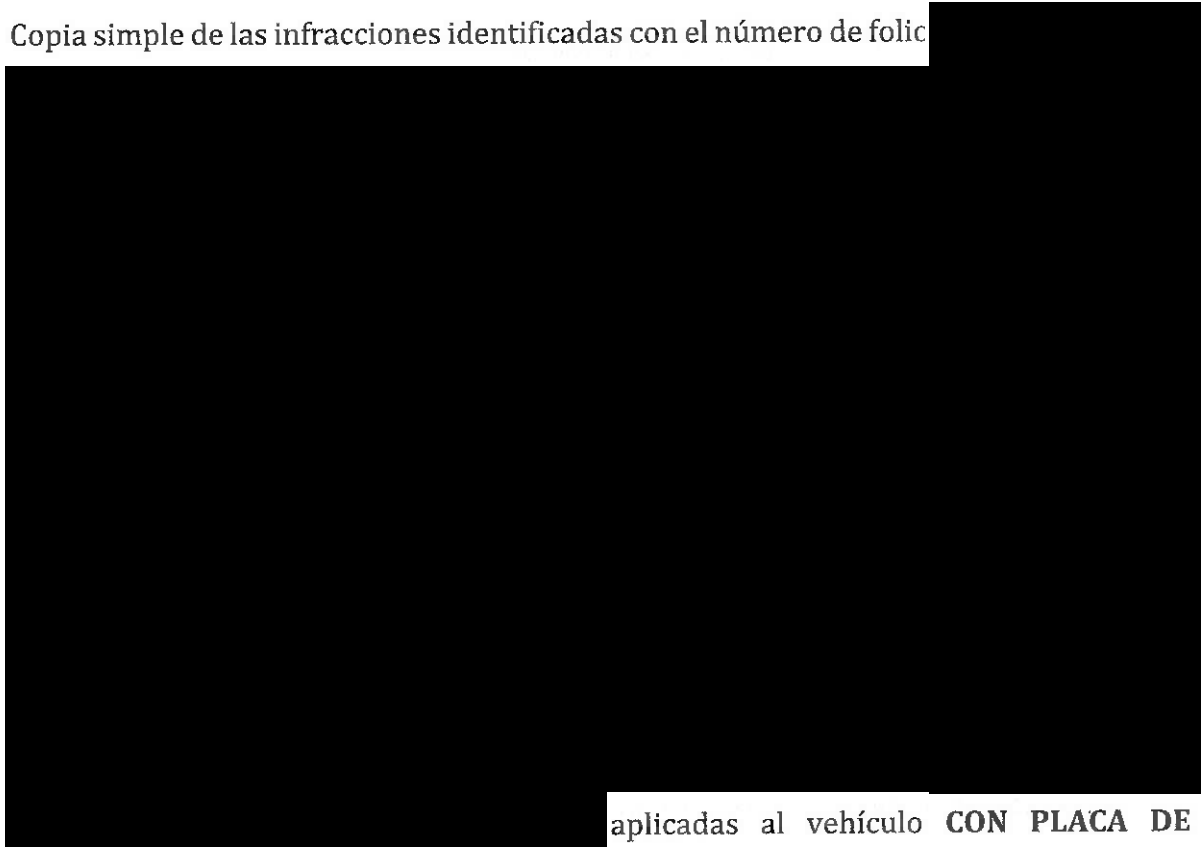 Copia simple de las infracciones identificadas con el número de folio
aplicadas al vehículo CON PLACA DE